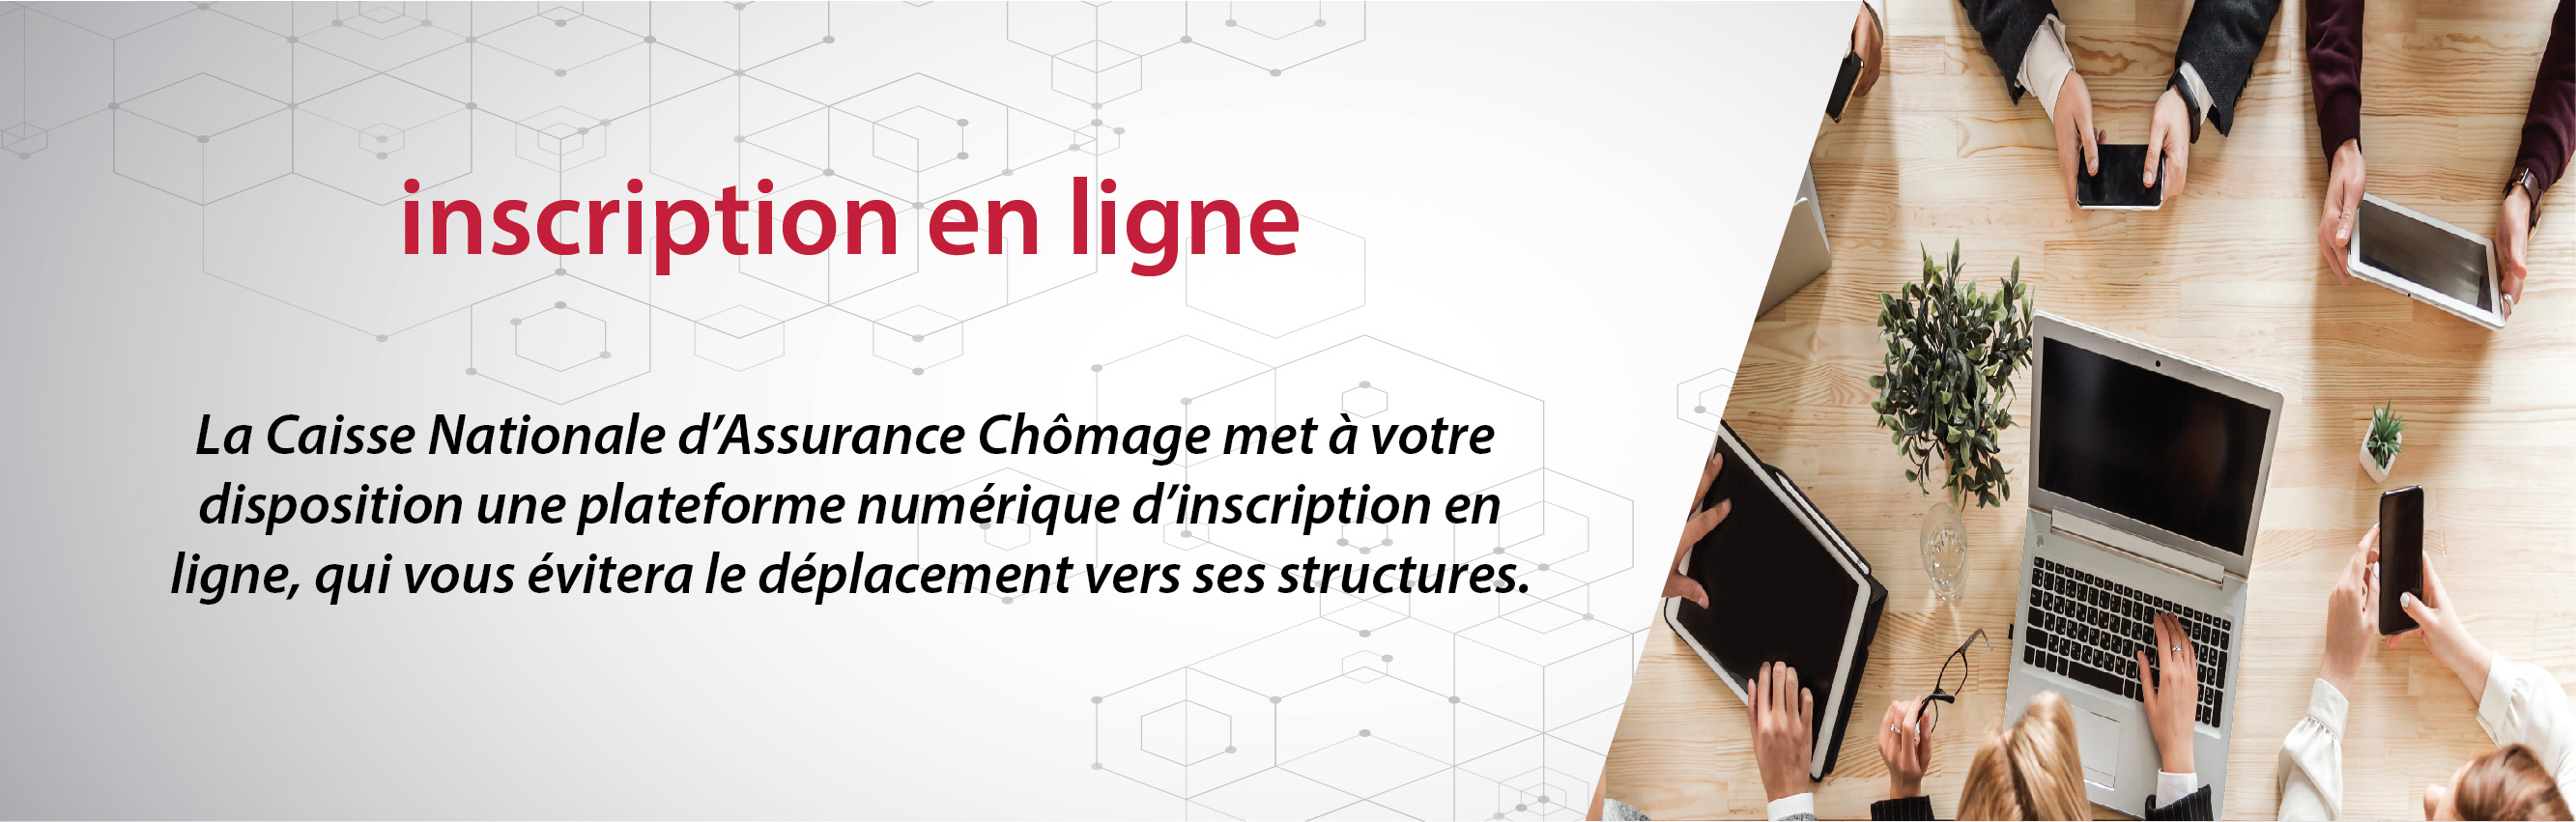 inscription en ligne
La Caisse Nationale d’Assurance Chômage met à votre
disposition une plateforme numérique d’inscription en
ligne, qui vous évitera le déplacement vers ses structures.